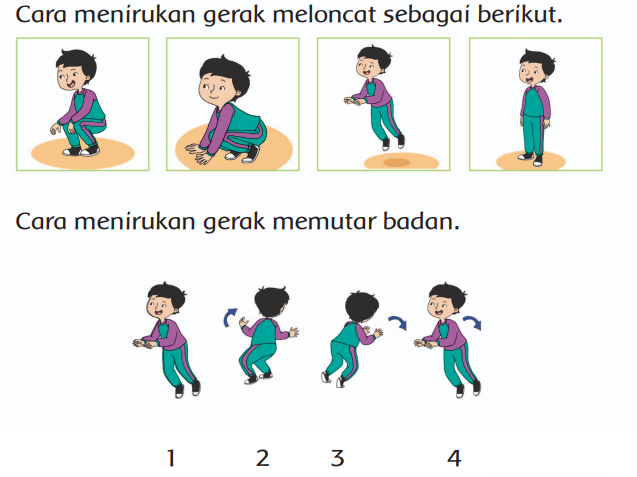 Cara menirukan gerak meloncat sebagai berikut.
Cara menirukan gerak memutar badan.
1 2 3 4